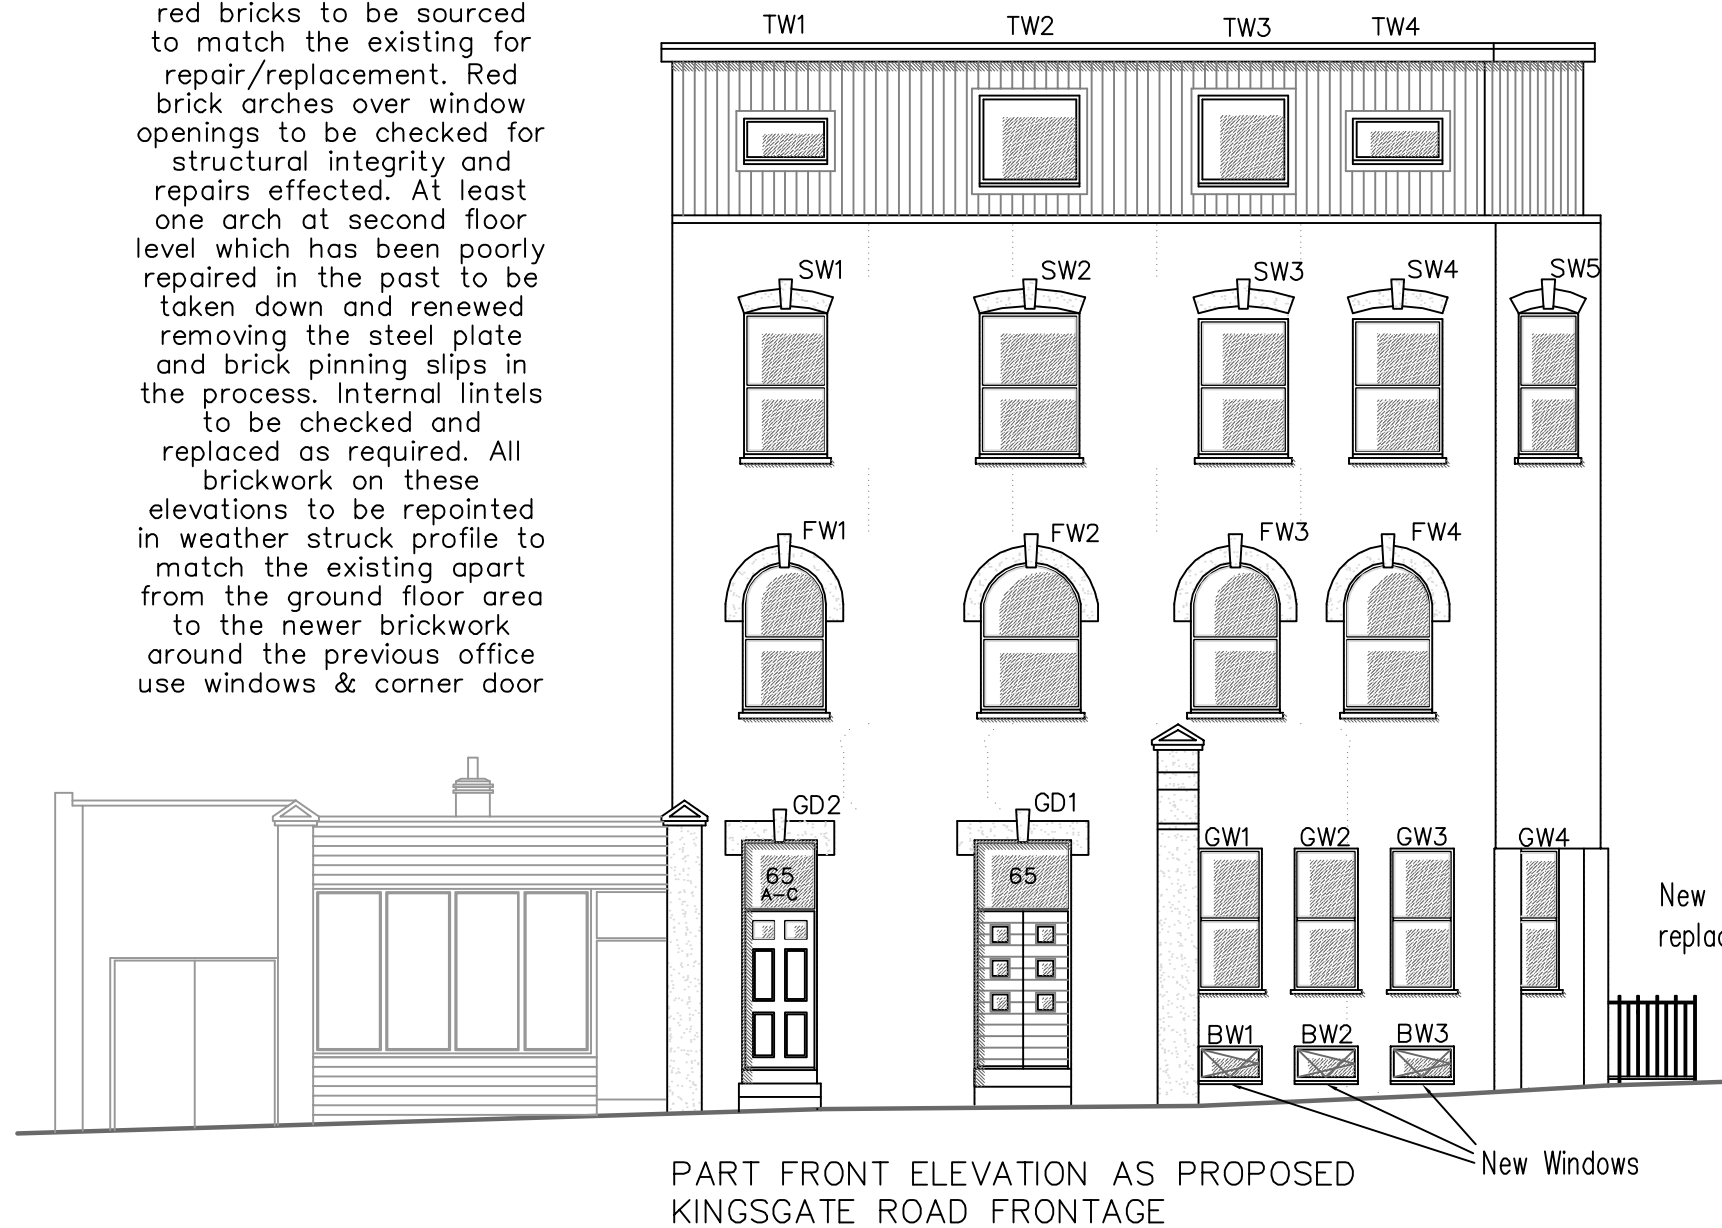 red bricks to be sourced
to match the existing for
repair/replacement. Red
brick arches over window
openings to be checked for
structural integrity and
repairs effected. At least
one arch at second floor
level which has been poorly
repaired in the past to be
taken down and renewed
removing the steel plate
and brick pinning slips in
the process. Internal lintels
to be checked and
replaced as required. All
brickwork on these
elevations to be repointed
in weather struck profile to
match the existing apart
from the ground floor area
to the newer brickwork
around the previous office
use windows & corner door
TW1 TW2 TW3 TW4
SW1 SW2 SW3 SW4 SW5
FW1 FW2 FW3 FW4
GD2 GD1
GW1 GW2 GW3 GW4
65
A-C
65
BW1 BW2 BW3
New
New Windows
PART FRONT ELEVATION AS PROPOSED
KINGSGATE ROAD FRONTAGE